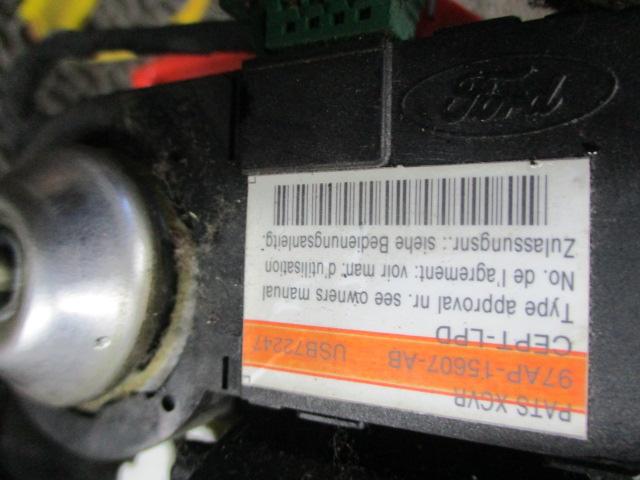 Ford
PATS XCVR
97AP-15607-AB USB72247
CEPT-LPD
Type approval nr. see owners manual
No. de l'agrement: voir man. d'utilisation
Zulassungsnr.: siehe Bedienungsanleitg.